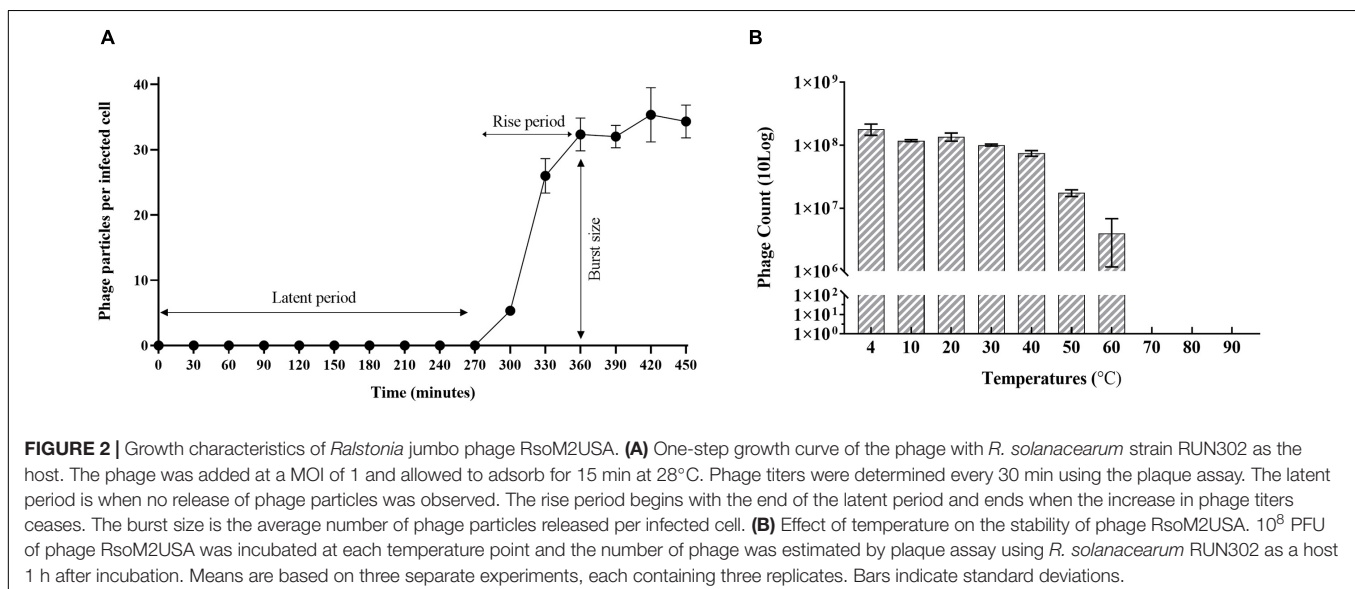 A
B
Phage particles per infected cell
40
30
20
10
0
Rise period
Burst size
Latent period
0 30 60 90 120 150 180 210 240 270 300 330 360 390 420 450
Time (minutes)
Phage Count (10Log)
1×10⁹
1×10⁸
1×10⁷
1×10⁶
1×10²
1×10¹
1×10⁰
4 10 20 30 40 50 60 70 80 90
Temperatures (°C)
FIGURE 2 | Growth characteristics of Ralstonia jumbo phage RsoM2USA. (A) One-step growth curve of the phage with R. solanacearum strain RUN302 as the
host. The phage was added at a MOI of 1 and allowed to adsorb for 15 min at 28°C. Phage titers were determined every 30 min using the plaque assay. The latent
period is when no release of phage particles was observed. The rise period begins with the end of the latent period and ends when the increase in phage titers
ceases. The burst size is the average number of phage particles released per infected cell. (B) Effect of temperature on the stability of phage RsoM2USA. 10⁸ PFU
of phage RsoM2USA was incubated at each temperature point and the number of phage was estimated by plaque assay using R. solanacearum RUN302 as a host
1 h after incubation. Means are based on three separate experiments, each containing three replicates. Bars indicate standard deviations.